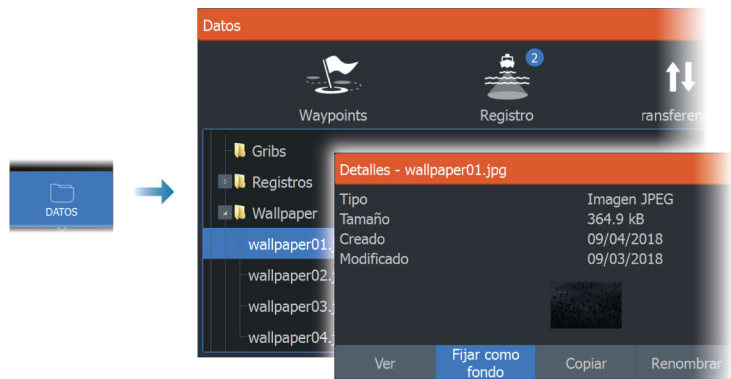 DATOS
Datos
2
Waypoints
Registro
Gribs
Registros
Wallpaper
wallpaper01.j
wallpaper02.j
wallpaper03.j
wallpaper04.j
Detalles - wallpaper01.jpg
Tipo Imagen JPEG
Tamaño 364.9 kB
Creado 09/04/2018
Modificado 09/03/2018
Ver
Fijar como
fondo
Copiar
Renombrar